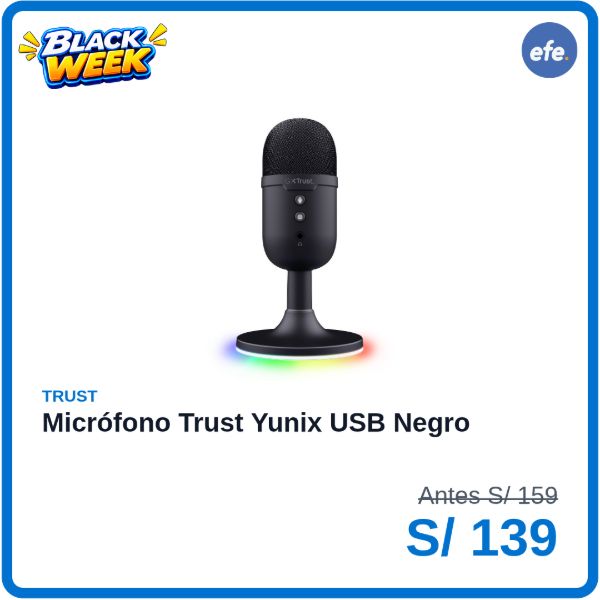 BLACK
WEEK
efe.
Trust
TRUST
Micrófono Trust Yunix USB Negro
Antes S/ 159
S/ 139